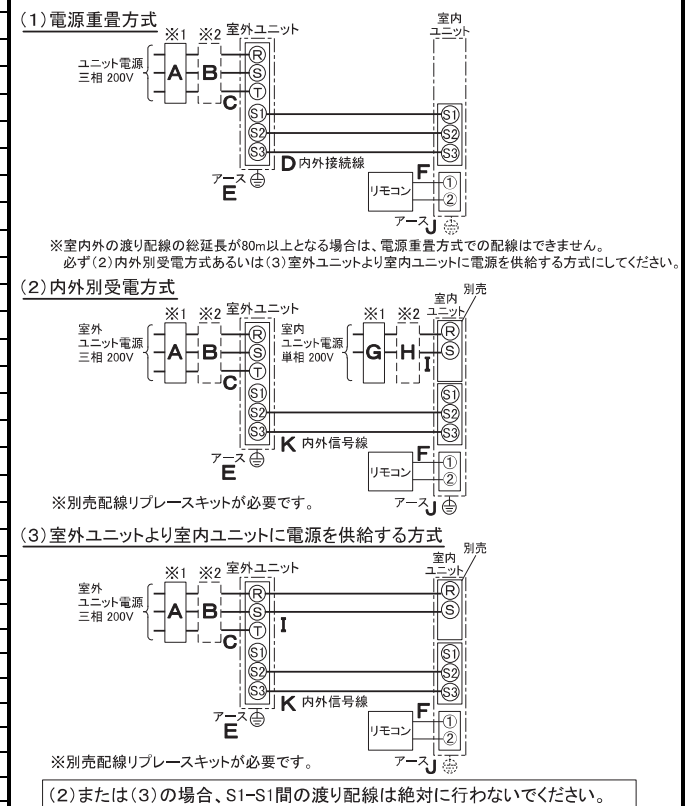 (1)電源重畳方式
※1 ※2 室外ユニット
室内
ユニット
ユニット電源
三相 200V
A B
C
R
S
T
S1
S2
S3
S1
S2
S3
D 内外接続線
アース
E
F
リモコン
①
②
アース J
※室内外の渡り配線の総延長が80m以上となる場合は、電源重畳方式での配線はできません。
必ず(2)内外別受電方式あるいは(3)室外ユニットより室内ユニットに電源を供給する方式にしてください。
(2)内外別受電方式
※1 ※2 室外ユニット
室外
ユニット電源
三相 200V
A B
C
R
S
T
S1
S2
S3
※1 ※2
室内
ユニット
別売
室内
ユニット電源
単相 200V
G H
I
R
S
S1
S2
S3
K 内外信号線
アース
E
F
リモコン
①
②
アース J
※別売配線リプレースキットが必要です。
(3)室外ユニットより室内ユニットに電源を供給する方式
※1 ※2 室外ユニット
室内
ユニット
別売
室外
ユニット電源
三相 200V
A B
C
R
S
T
S1
S2
S3
I
R
S
S1
S2
S3
K 内外信号線
アース
E
F
リモコン
①
②
アース J
※別売配線リプレースキットが必要です。
(2)または(3)の場合、S1-S1間の渡り配線は絶対に行わないでください。